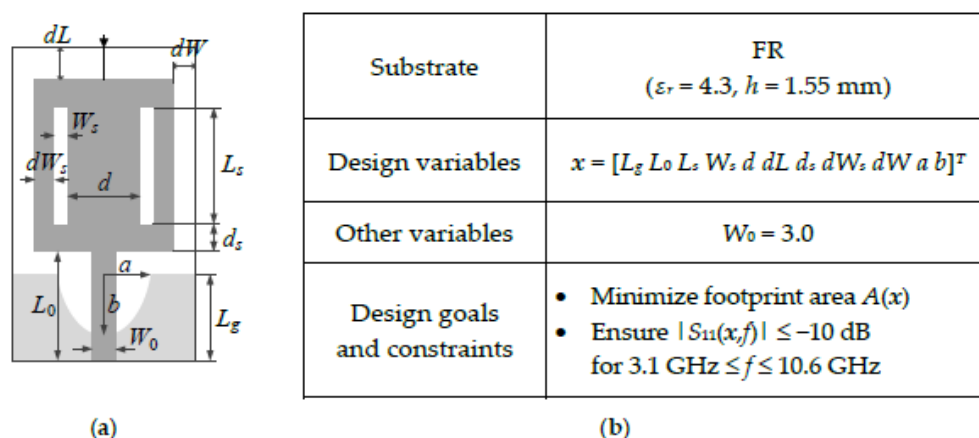 dL
dW
Ws
dWs
Ls
d
ds
a
L0
b
Lg
W0
(a)
Substrate
FR
(εr = 4.3, h = 1.55 mm)
Design variables
x = [Lg L0 Ls Ws d dL ds dWs dW a b]T
Other variables
W0 = 3.0
Design goals
and constraints
• Minimize footprint area A(x)
• Ensure |S11(x,f)| ≤ –10 dB
for 3.1 GHz ≤ f ≤ 10.6 GHz
(b)